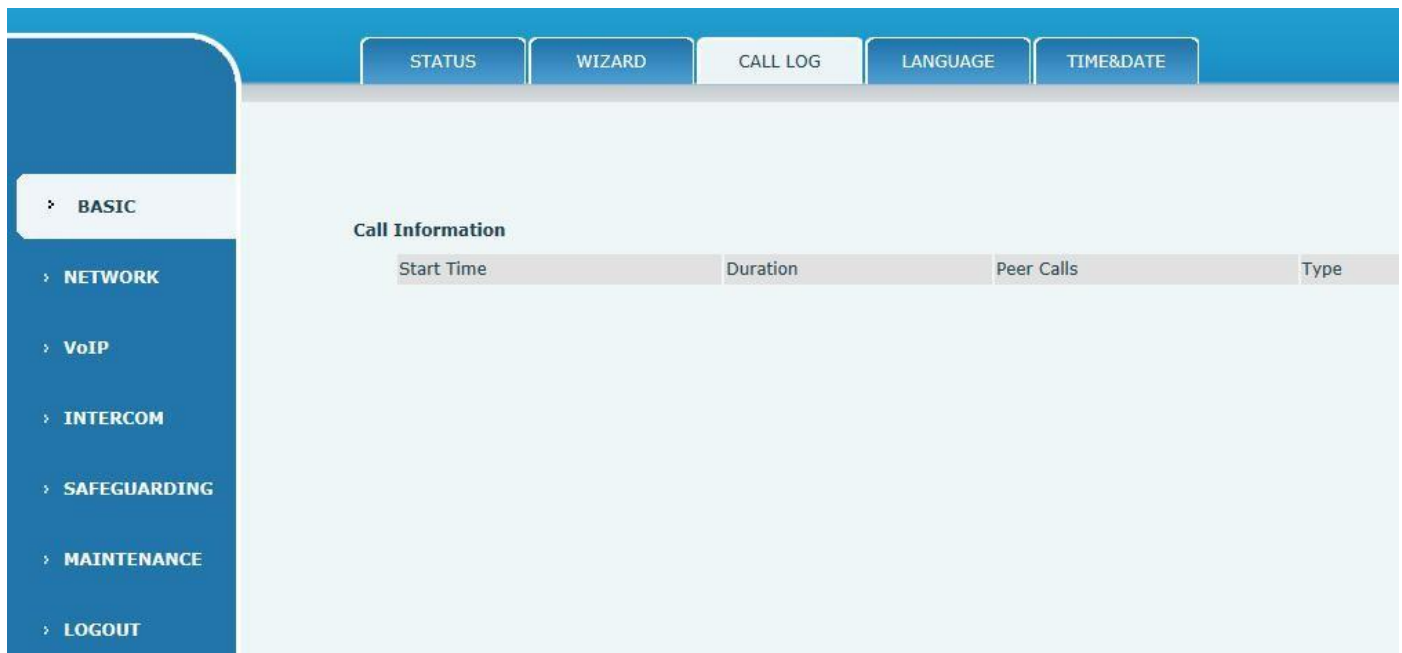 STATUS WIZARD CALL LOG LANGUAGE TIME&DATE
BASIC
NETWORK
VoIP
INTERCOM
SAFEGUARDING
MAINTENANCE
LOGOUT
Call Information
Start Time Duration Peer Calls Type